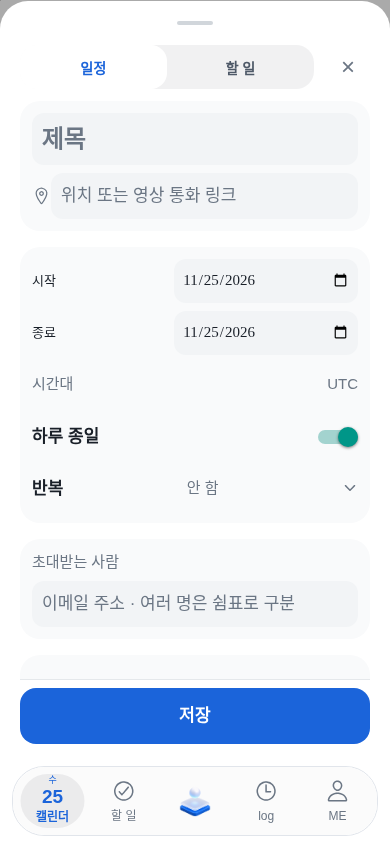 일정
할 일
제목
위치 또는 영상 통화 링크
시작
11/25/2026
종료
11/25/2026
시간대
UTC
하루 종일
반복
안 함
초대받는 사람
이메일 주소 · 여러 명은 쉼표로 구분
저장
수
25
캘린더
할 일
log
ME